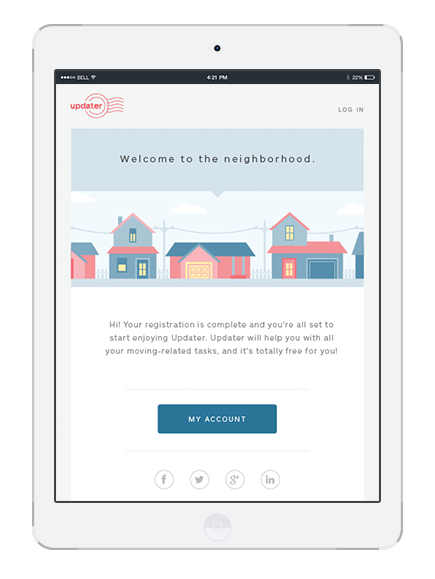 BELL
4:21 PM
22%
updater
LOG IN
Welcome to the neighborhood.
Hi! Your registration is complete and you're all set to
start enjoying Updater. Updater will help you with all
your moving-related tasks, and it's totally free for you!
MY ACCOUNT
f
g+
in